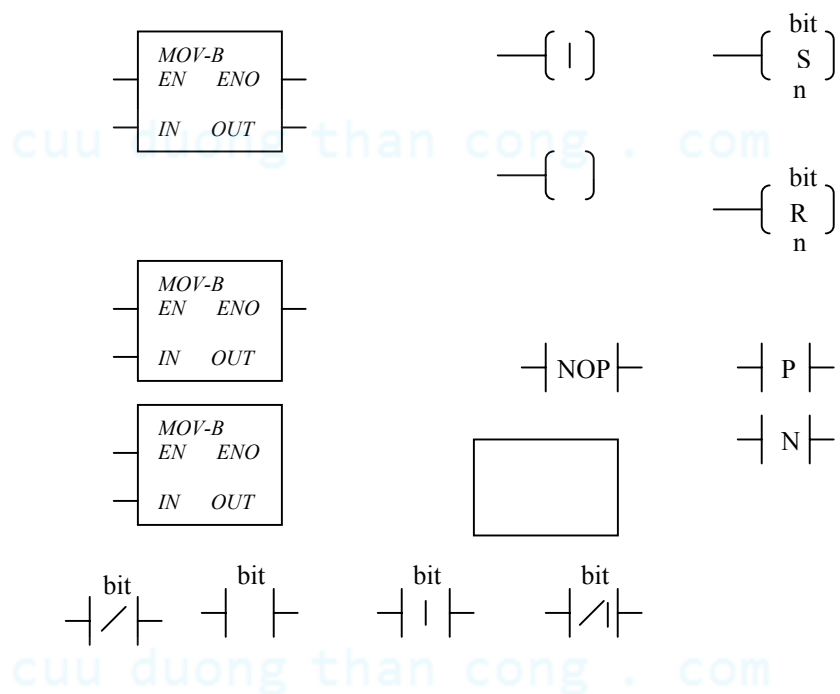 MOV-B
EN ENO
IN OUT
bit
S
n
cuu duong than cong . com
bit
R
n
MOV-B
EN ENO
IN OUT
NOP
P
MOV-B
EN ENO
IN OUT
N
bit
bit
bit
bit
cuu duong than cong . com